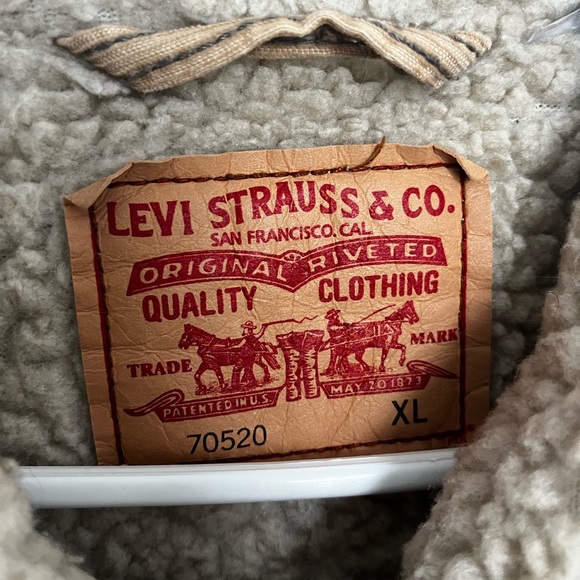 LEVI STRAUSS & CO.
SAN FRANCISCO, CAL.
ORIGINAL RIVETED
QUALITY CLOTHING
TRADE MARK
PATENTED IN U.S. MAY 20 1873
70520 XL